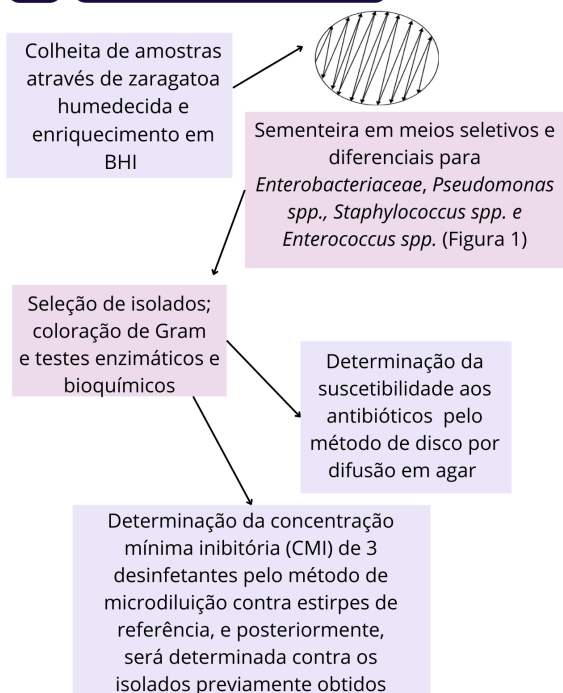 Colheita de amostras
através de zaragatoa
humedecida e
enriquecimento em
BHI
Sementeira em meios seletivos e
diferenciais para
Enterobacteriaceae, Pseudomonas
spp., Staphylococcus spp. e
Enterococcus spp. (Figura 1)
Seleção de isolados;
coloração de Gram
e testes enzimáticos e
bioquímicos
Determinação da
suscetibilidade aos
antibióticos pelo
método de disco por
difusão em agar
Determinação da concentração
mínima inibitória (CMI) de 3
desinfetantes pelo método de
microdiluição contra estirpes de
referência, e posteriormente,
será determinada contra os
isolados previamente obtidos